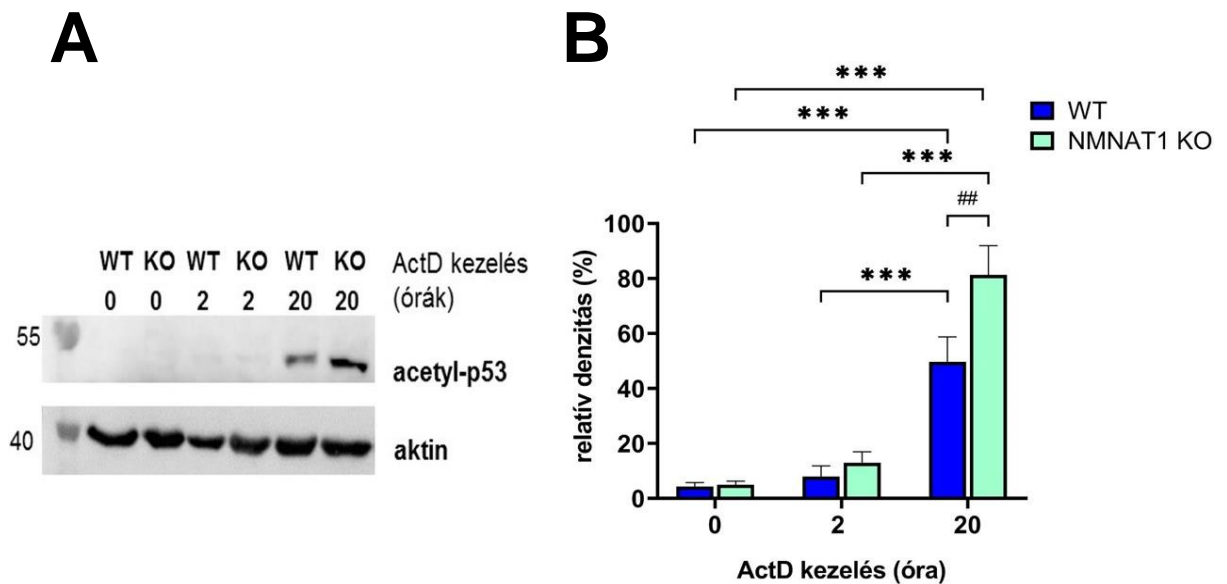 A
WT KO WT KO WT KO ActD kezelés
0 0 2 2 20 20 (órák)
55
acetyl-p53
40
aktin
B
***
***
***
##
***
WT
NMNAT1 KO
relatív denzitás (%)
100
80
60
40
20
0
0 2 20
ActD kezelés (óra)